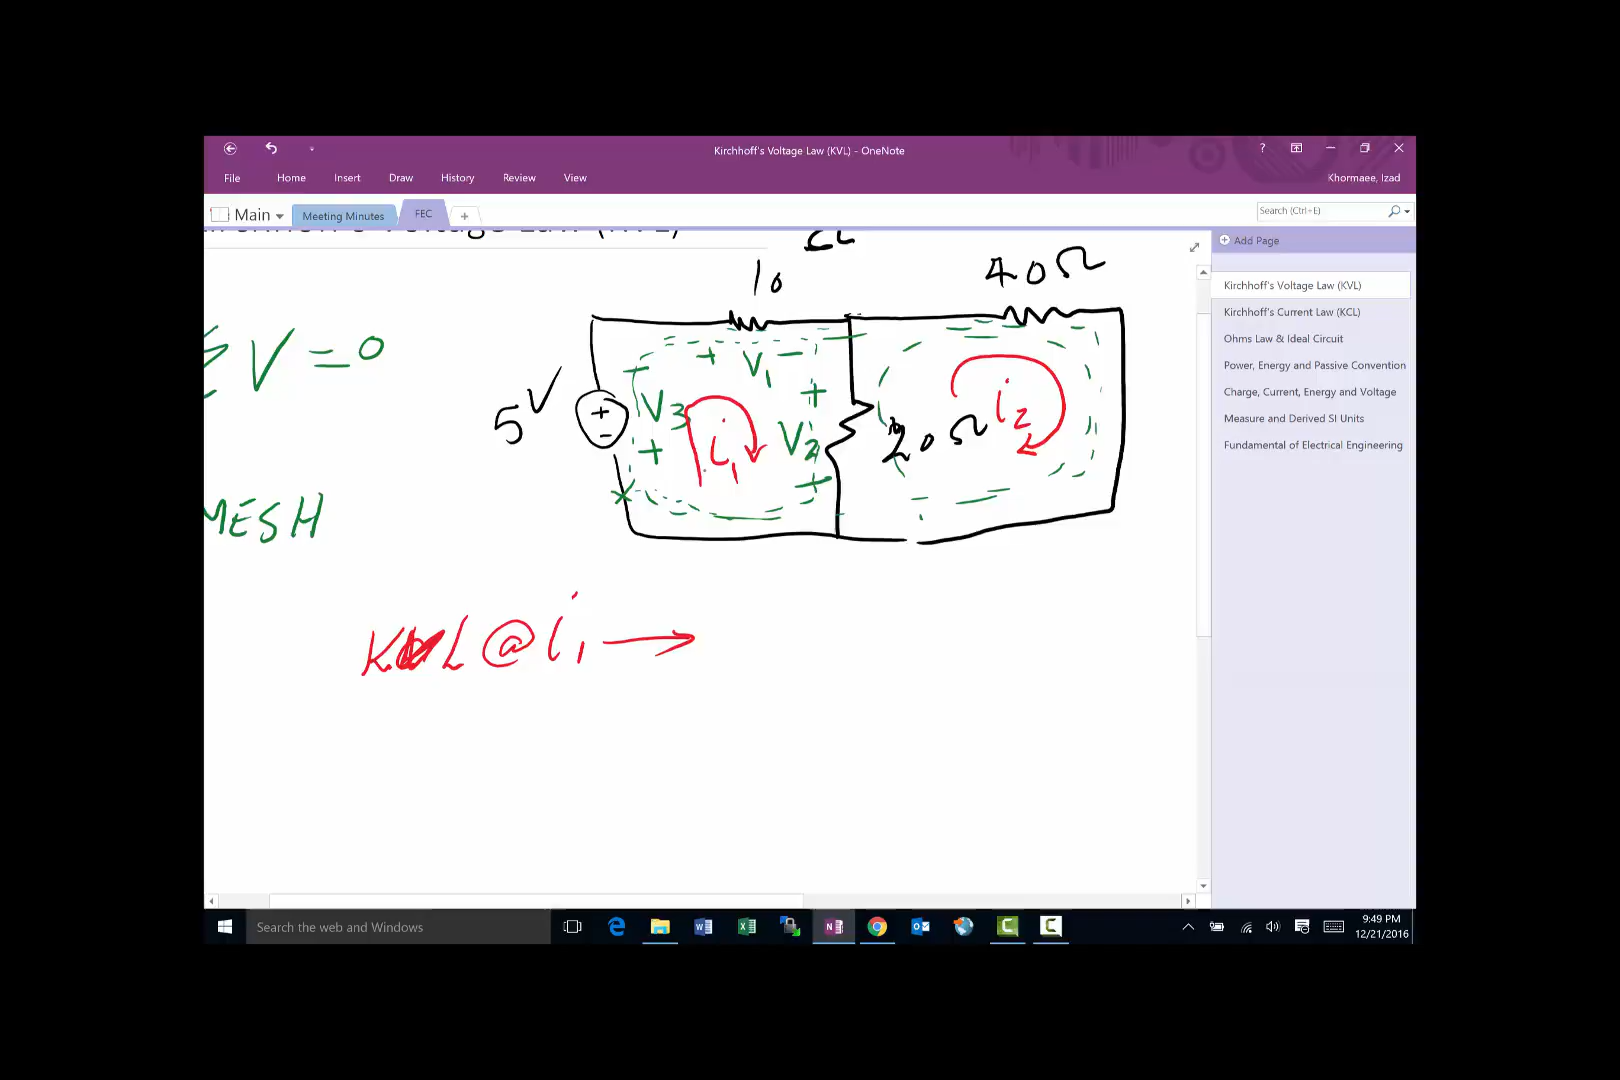 Kirchhoff's Voltage Law (KVL) - OneNote
?
File
Home
Insert
Draw
History
Review
View
Khormaee, Izad
Main
Meeting Minutes
FEC
+
Search (Ctrl+E)
Add Page
Kirchhoff's Voltage Law (KVL)
Kirchhoff's Current Law (KCL)
Ohms Law & Ideal Circuit
Power, Energy and Passive Convention
Charge, Current, Energy and Voltage
Measure and Derived SI Units
Fundamental of Electrical Engineering
Ω
10
40Ω
V = 0
5V
+
-
+ V1 -
V3
+
i1
+
V2
20Ω
i2
MESH
KVL @ i1 →
Search the web and Windows
9:49 PM
12/21/2016